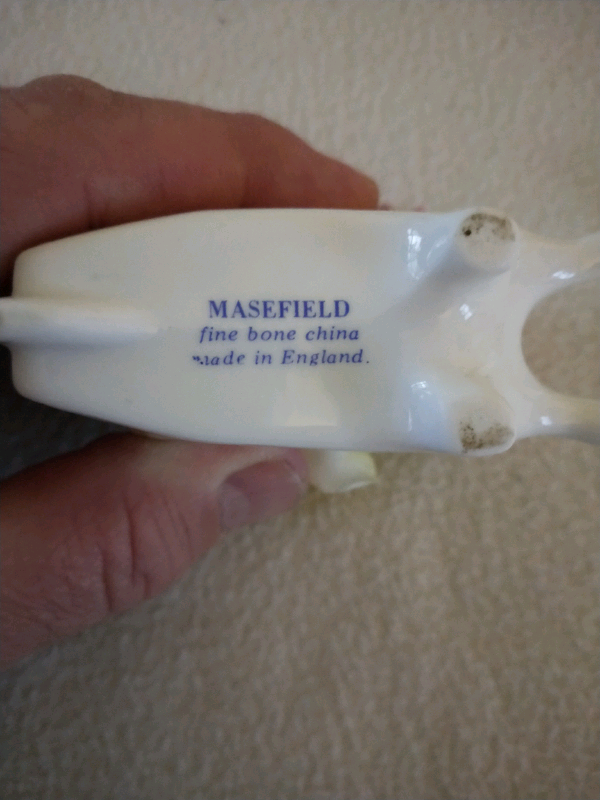 MASEFIELD
fine bone china
made in England.